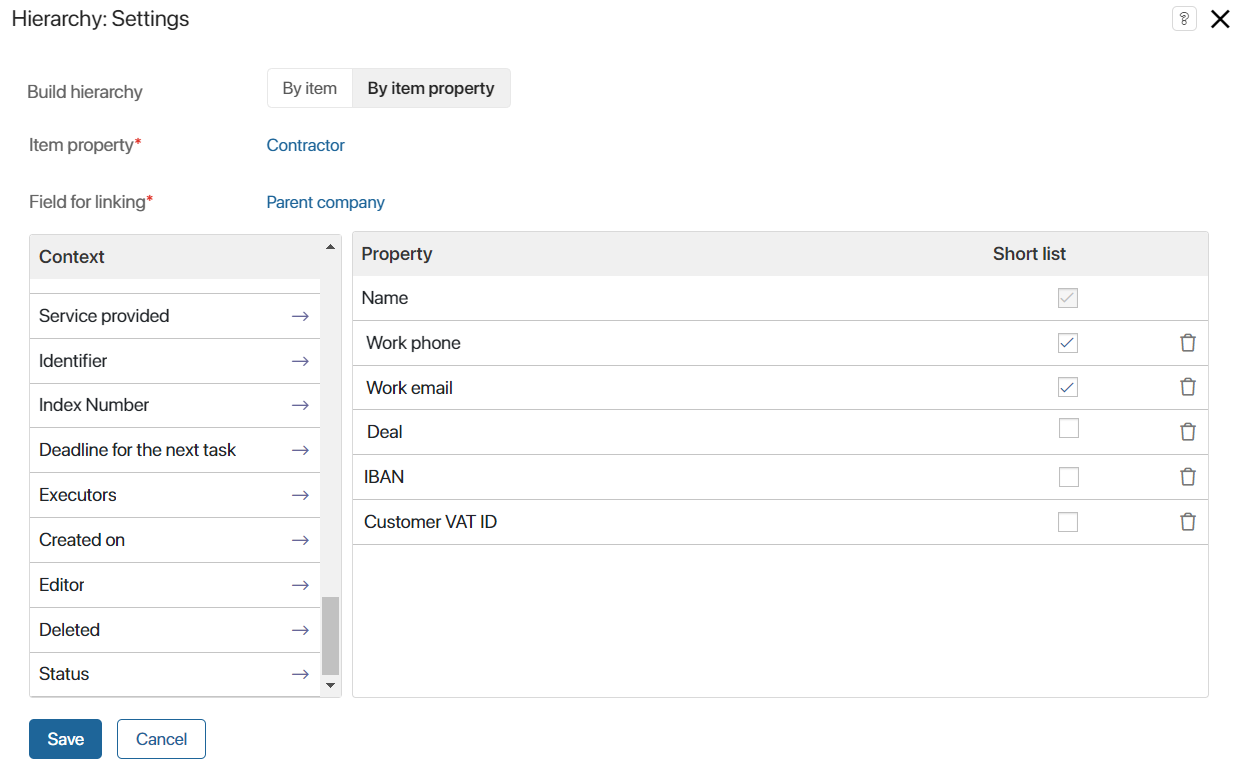 Hierarchy: Settings
?
Build hierarchy
By item
By item property
Item property*
Contractor
Field for linking*
Parent company
Context
Service provided
Identifier
Index Number
Deadline for the next task
Executors
Created on
Editor
Deleted
Status
Property
Short list
Name
Work phone
Work email
Deal
IBAN
Customer VAT ID
Save
Cancel